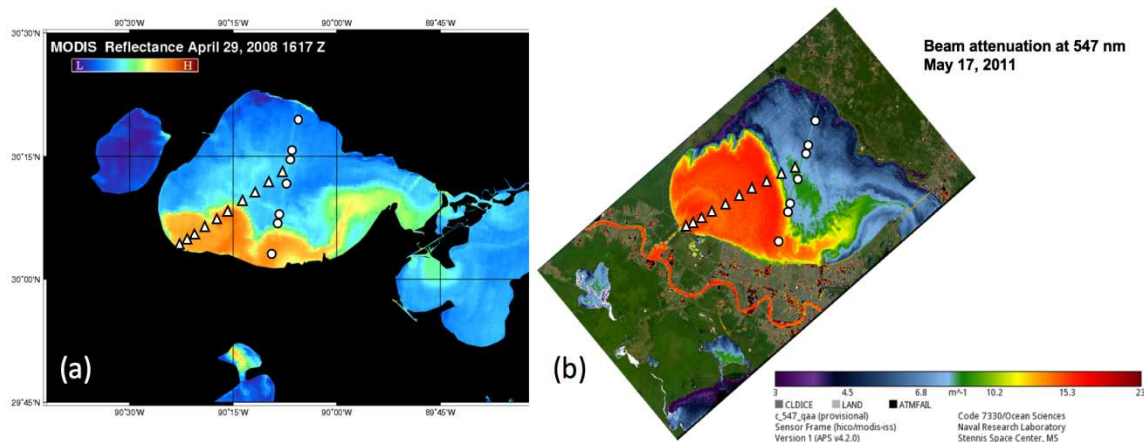 90°30'W 90°15'W 90°00'W 89°45'W
30°30'N
MODIS Reflectance April 29, 2008 1617 Z
L H
30°15'N
30°00'N
(a)
29°45'N
90°30'W 90°15'W 90°00'W 89°45'W
Beam attenuation at 547 nm
May 17, 2011
(b)
3 4.5 6.8 m^-1 10.2 15.3 23
CLDICE LAND ATMFAIL
c_547_qaa (provisional) Code 7330/Ocean Sciences
Sensor Frame (hico/modis-iss) Naval Research Laboratory
Version 1 (APS v4.2.0) Stennis Space Center, MS